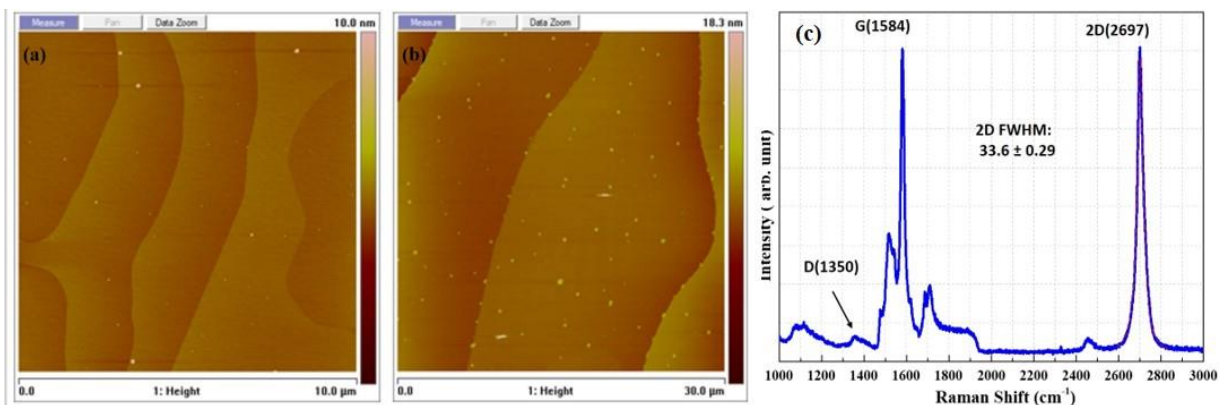 Measure Pan Data Zoom 10.0 nm
(a)
0.0 1: Height 10.0 µm
Measure Pan Data Zoom 18.3 nm
(b)
0.0 1: Height 30.0 µm
(c)
G(1584)
2D(2697)
2D FWHM:
33.6 ± 0.29
D(1350)
Intensity ( arb. unit)
1000 1200 1400 1600 1800 2000 2200 2400 2600 2800 3000
Raman Shift (cm⁻¹)